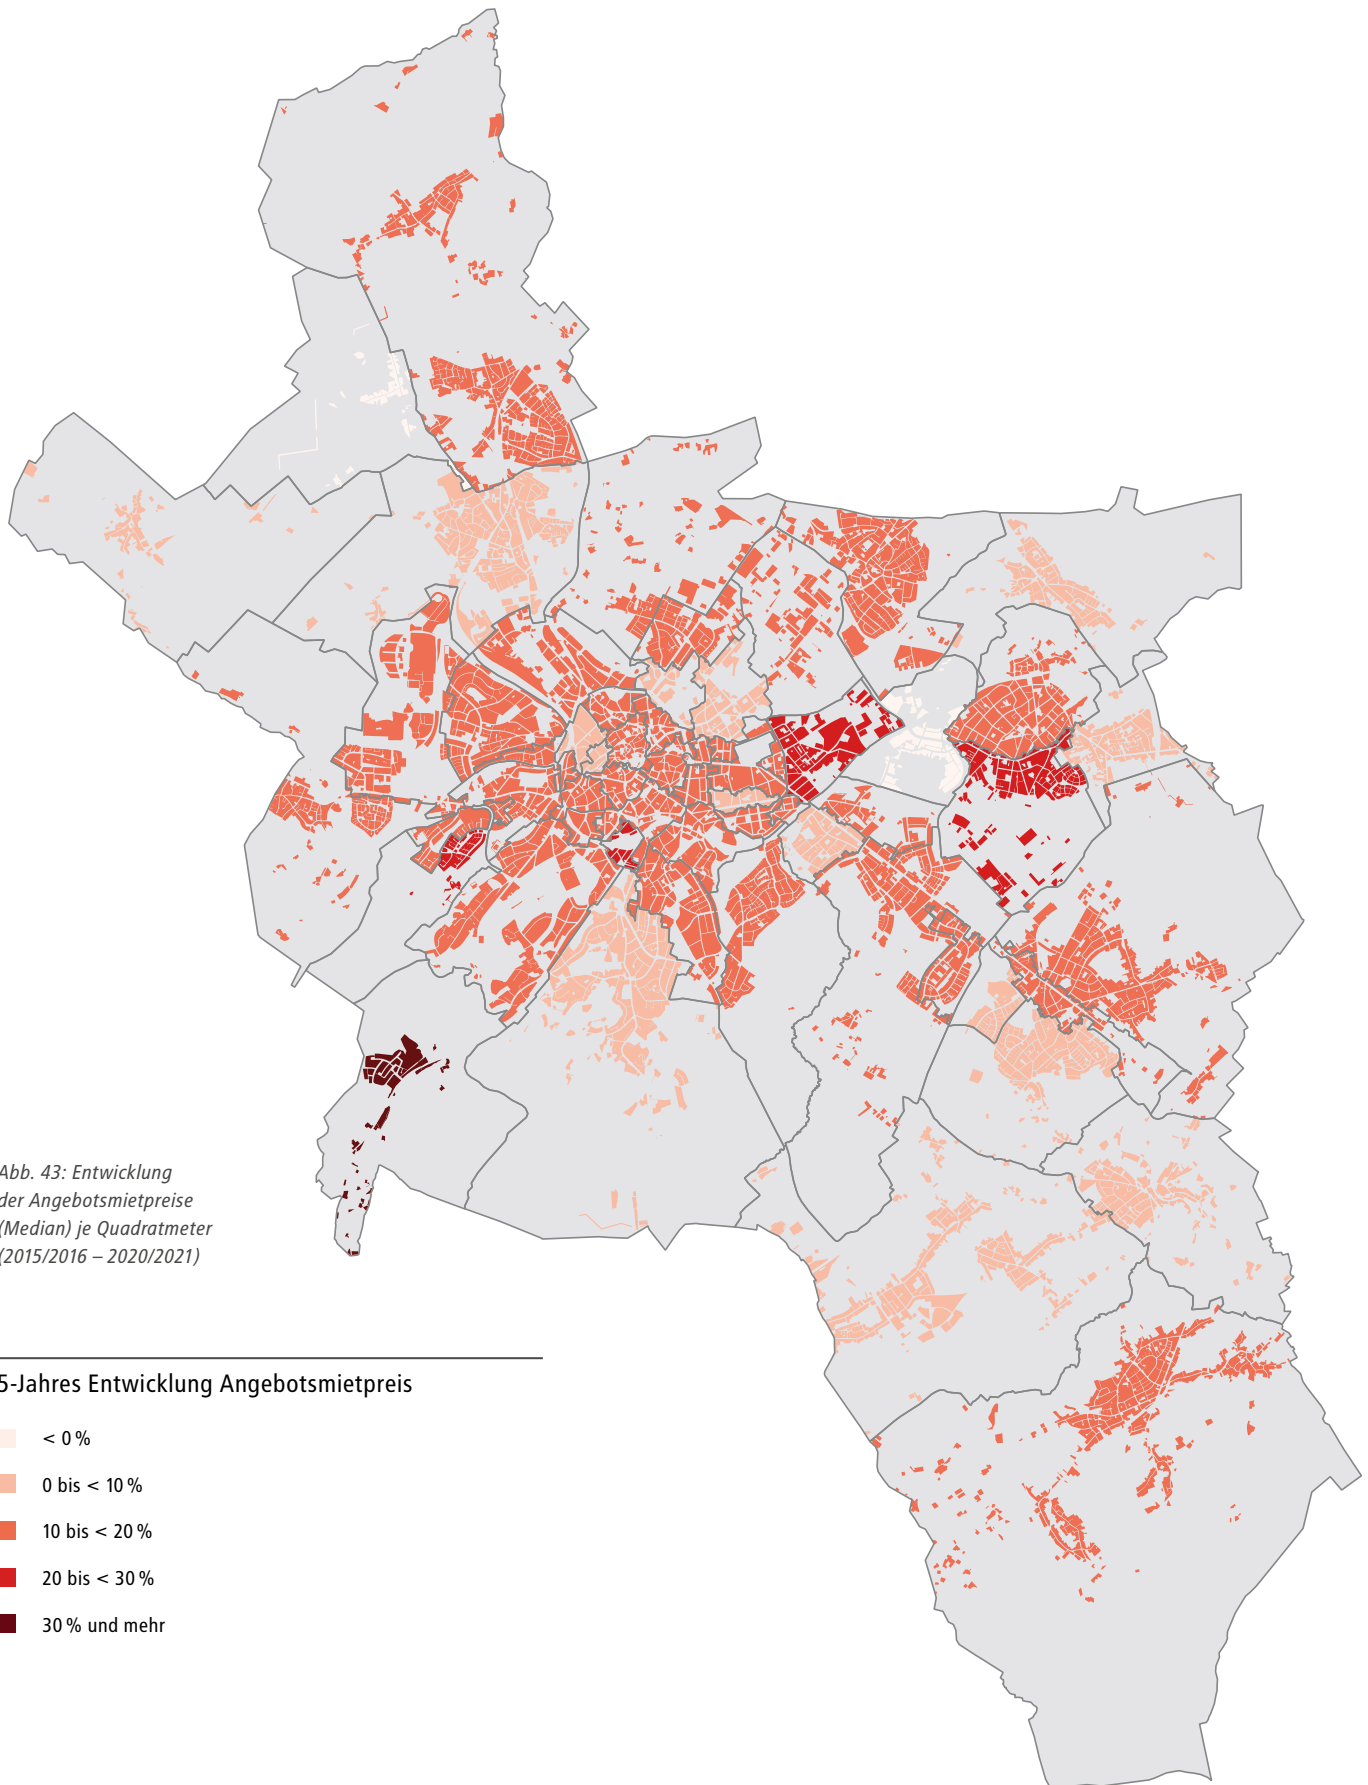 Abb. 43: Entwicklung
der Angebotsmietpreise
(Median) je Quadratmeter
(2015/2016 – 2020/2021)
5-Jahres Entwicklung Angebotsmietpreis
< 0 %
0 bis < 10 %
10 bis < 20 %
20 bis < 30 %
30 % und mehr